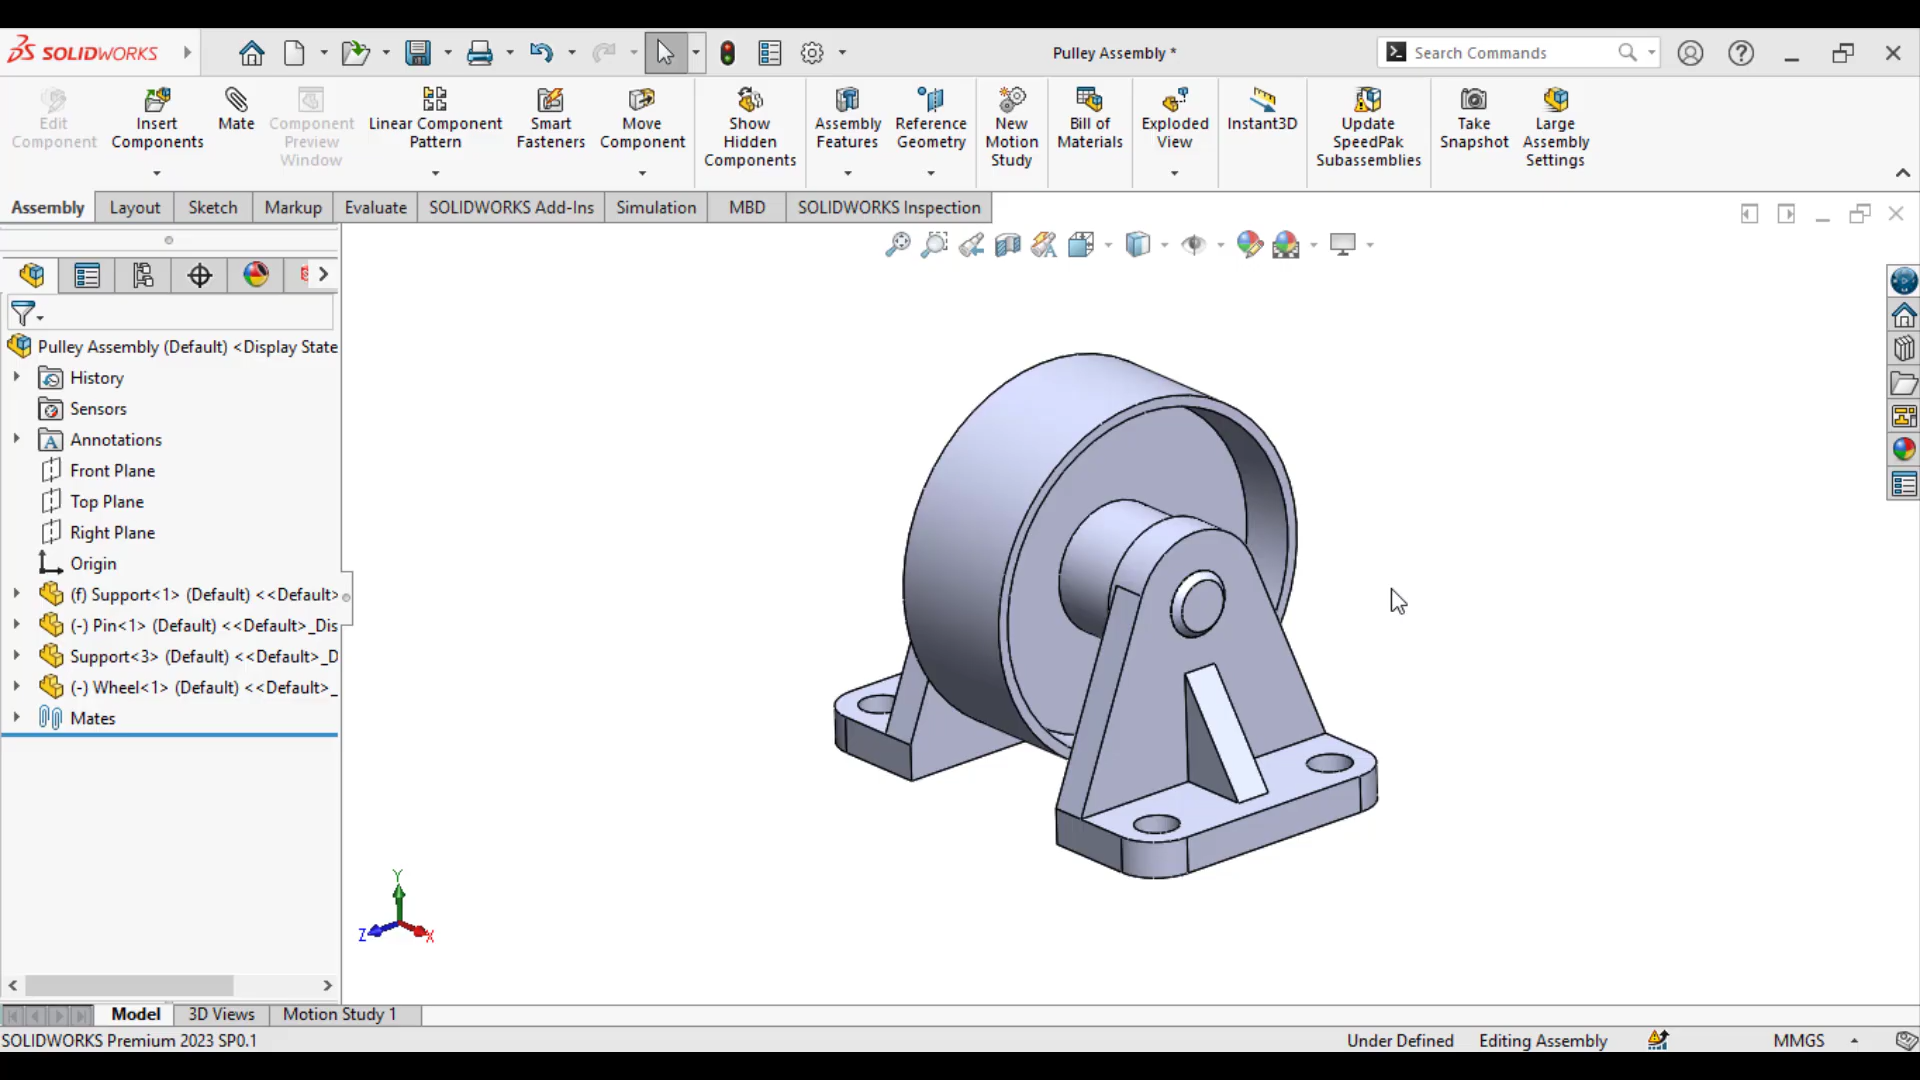 SOLIDWORKS
Pulley Assembly *
Search Commands
Edit
Component
Insert
Components
Mate
Component
Preview
Window
Linear Component
Pattern
Smart
Fasteners
Move
Component
Show
Hidden
Components
Assembly
Features
Reference
Geometry
New
Motion
Study
Bill of
Materials
Exploded
View
Instant3D
Update
SpeedPak
Subassemblies
Take
Snapshot
Large
Assembly
Settings
Assembly
Layout
Sketch
Markup
Evaluate
SOLIDWORKS Add-Ins
Simulation
MBD
SOLIDWORKS Inspection
Pulley Assembly (Default) <Display State
History
Sensors
Annotations
Front Plane
Top Plane
Right Plane
Origin
(f) Support<1> (Default) <<Default>
(-) Pin<1> (Default) <<Default>_Dis
Support<3> (Default) <<Default>_D
(-) Wheel<1> (Default) <<Default>_
Mates
Y
Z
X
Model
3D Views
Motion Study 1
SOLIDWORKS Premium 2023 SP0.1
Under Defined
Editing Assembly
MMGS